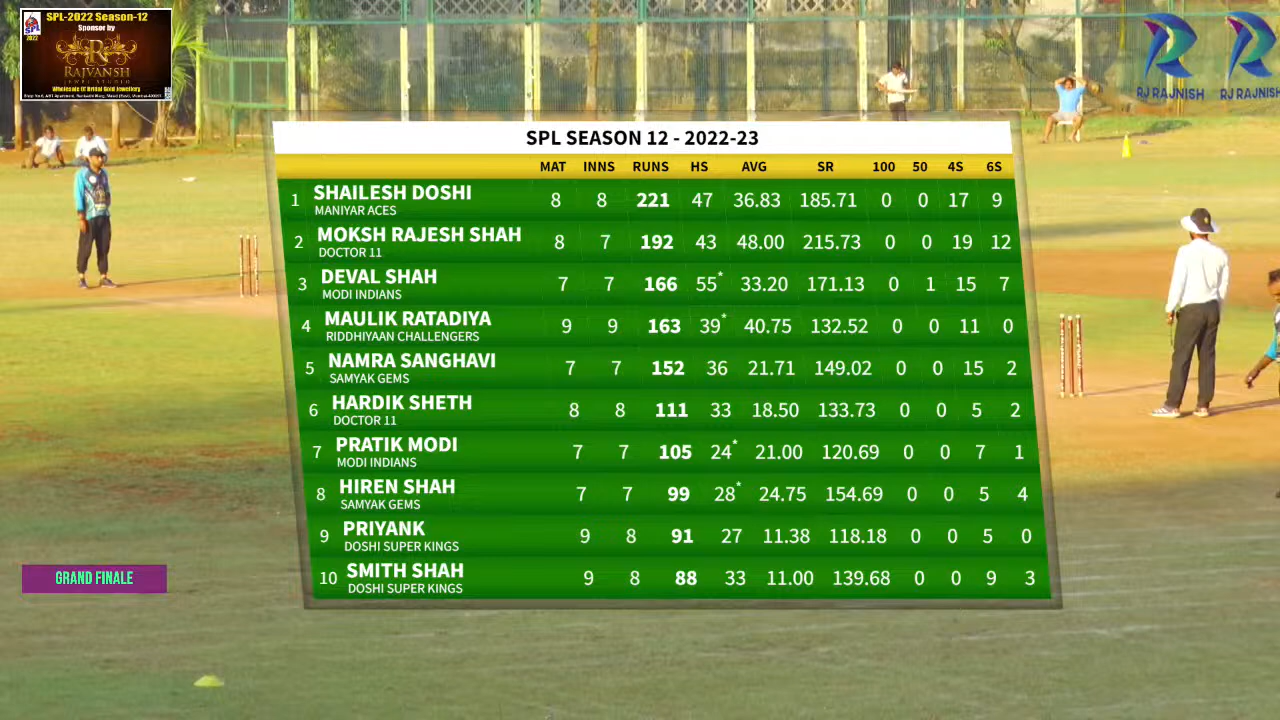 SPL-2022 Season-12
Sponsor by
SPL
2022
R
RAJVANSH
JEWEL STUDIO
Wholesale Of Bridal Gold Jewellery
RJ RAJNISH
RJ RAJNISH
SPL SEASON 12 - 2022-23
MAT INNS RUNS HS AVG SR 100 50 4S 6S
1 SHAILESH DOSHI 8 8 221 47 36.83 185.71 0 0 17 9
MANIYAR ACES
2 MOKSH RAJESH SHAH 8 7 192 43 48.00 215.73 0 0 19 12
DOCTOR 11
3 DEVAL SHAH 7 7 166 55* 33.20 171.13 0 1 15 7
MODI INDIANS
4 MAULIK RATADIYA 9 9 163 39* 40.75 132.52 0 0 11 0
RIDDHIYAAN CHALLENGERS
5 NAMRA SANGHAVI 7 7 152 36 21.71 149.02 0 0 15 2
SAMYAK GEMS
6 HARDIK SHETH 8 8 111 33 18.50 133.73 0 0 5 2
DOCTOR 11
7 PRATIK MODI 7 7 105 24* 21.00 120.69 0 0 7 1
MODI INDIANS
8 HIREN SHAH 7 7 99 28* 24.75 154.69 0 0 5 4
SAMYAK GEMS
9 PRIYANK 9 8 91 27 11.38 118.18 0 0 5 0
DOSHI SUPER KINGS
10 SMITH SHAH 9 8 88 33 11.00 139.68 0 0 9 3
DOSHI SUPER KINGS
GRAND FINALE